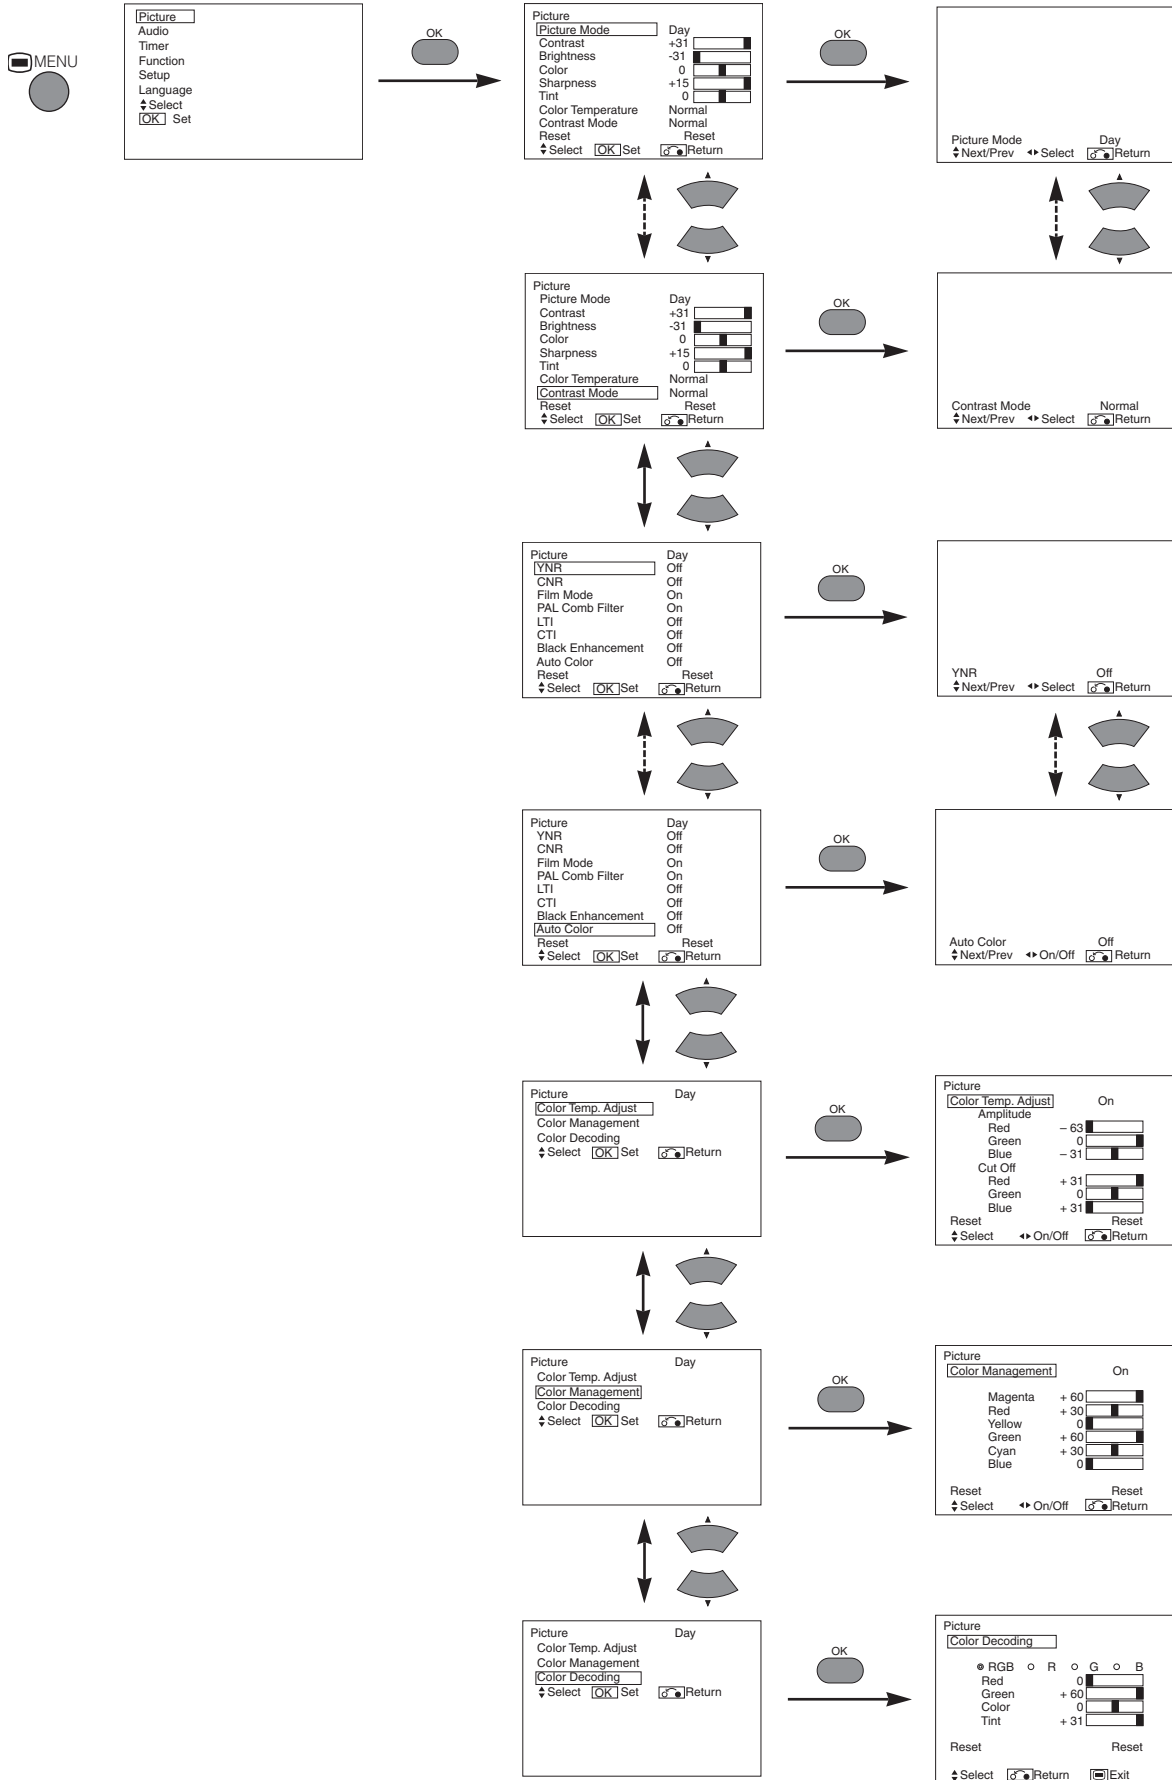 MENU
Picture
Audio
Timer
Function
Setup
Language
Select
OK Set
OK
Picture
Picture Mode Day
Contrast +31
Brightness -31
Color 0
Sharpness +15
Tint 0
Color Temperature Normal
Contrast Mode Normal
Reset Reset
Select OK Set Return
OK
Picture Mode Day
Next/Prev Select Return
Picture
Picture Mode Day
Contrast +31
Brightness -31
Color 0
Sharpness +15
Tint 0
Color Temperature Normal
Contrast Mode Normal
Reset Reset
Select OK Set Return
OK
Contrast Mode Normal
Next/Prev Select Return
Picture Day
YNR Off
CNR Off
Film Mode On
PAL Comb Filter On
LTI Off
CTI Off
Black Enhancement Off
Auto Color Off
Reset Reset
Select OK Set Return
OK
YNR Off
Next/Prev Select Return
Picture Day
YNR Off
CNR Off
Film Mode On
PAL Comb Filter On
LTI Off
CTI Off
Black Enhancement Off
Auto Color Off
Reset Reset
Select OK Set Return
OK
Auto Color Off
Next/Prev On/Off Return
Picture Day
Color Temp. Adjust
Color Management
Color Decoding
Select OK Set Return
OK
Picture
Color Temp. Adjust On
Amplitude
Red – 63
Green 0
Blue – 31
Cut Off
Red + 31
Green 0
Blue + 31
Reset Reset
Select On/Off Return
Picture Day
Color Temp. Adjust
Color Management
Color Decoding
Select OK Set Return
OK
Picture
Color Management On
Magenta + 60
Red + 30
Yellow 0
Green + 60
Cyan + 30
Blue 0
Reset Reset
Select On/Off Return
Picture Day
Color Temp. Adjust
Color Management
Color Decoding
Select OK Set Return
OK
Picture
Color Decoding
RGB R G B
Red 0
Green + 60
Color 0
Tint + 31
Reset Reset
Select Return Exit